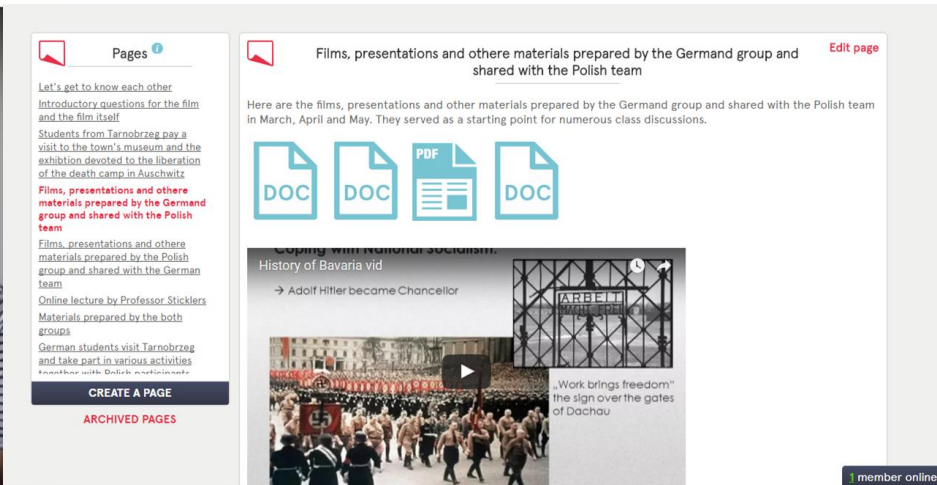 Pages
Let's get to know each other
Introductory questions for the film
and the film itself
Students from Tarnobrzeg pay a
visit to the town's museum and the
exhibtion devoted to the liberation
of the death camp in Auschwitz
Films, presentations and othere
materials prepared by the Germand
group and shared with the Polish
team
Films, presentations and othere
materials prepared by the Polish
group and shared with the German
team
Online lecture by Professor Sticklers
Materials prepared by the both
groups
German students visit Tarnobrzeg
and take part in various activities
together with Polish participants
CREATE A PAGE
ARCHIVED PAGES
Films, presentations and othere materials prepared by the Germand group and
shared with the Polish team
Edit page
Here are the films, presentations and other materials prepared by the Germand group and shared with the Polish team
in March, April and May. They served as a starting point for numerous class discussions.
DOC
DOC
PDF
DOC
Coping with National Socialism:
History of Bavaria vid
→ Adolf Hitler became Chancellor
ARBEIT
MACHT FREI
„Work brings freedom"
the sign over the gates
of Dachau
1 member online